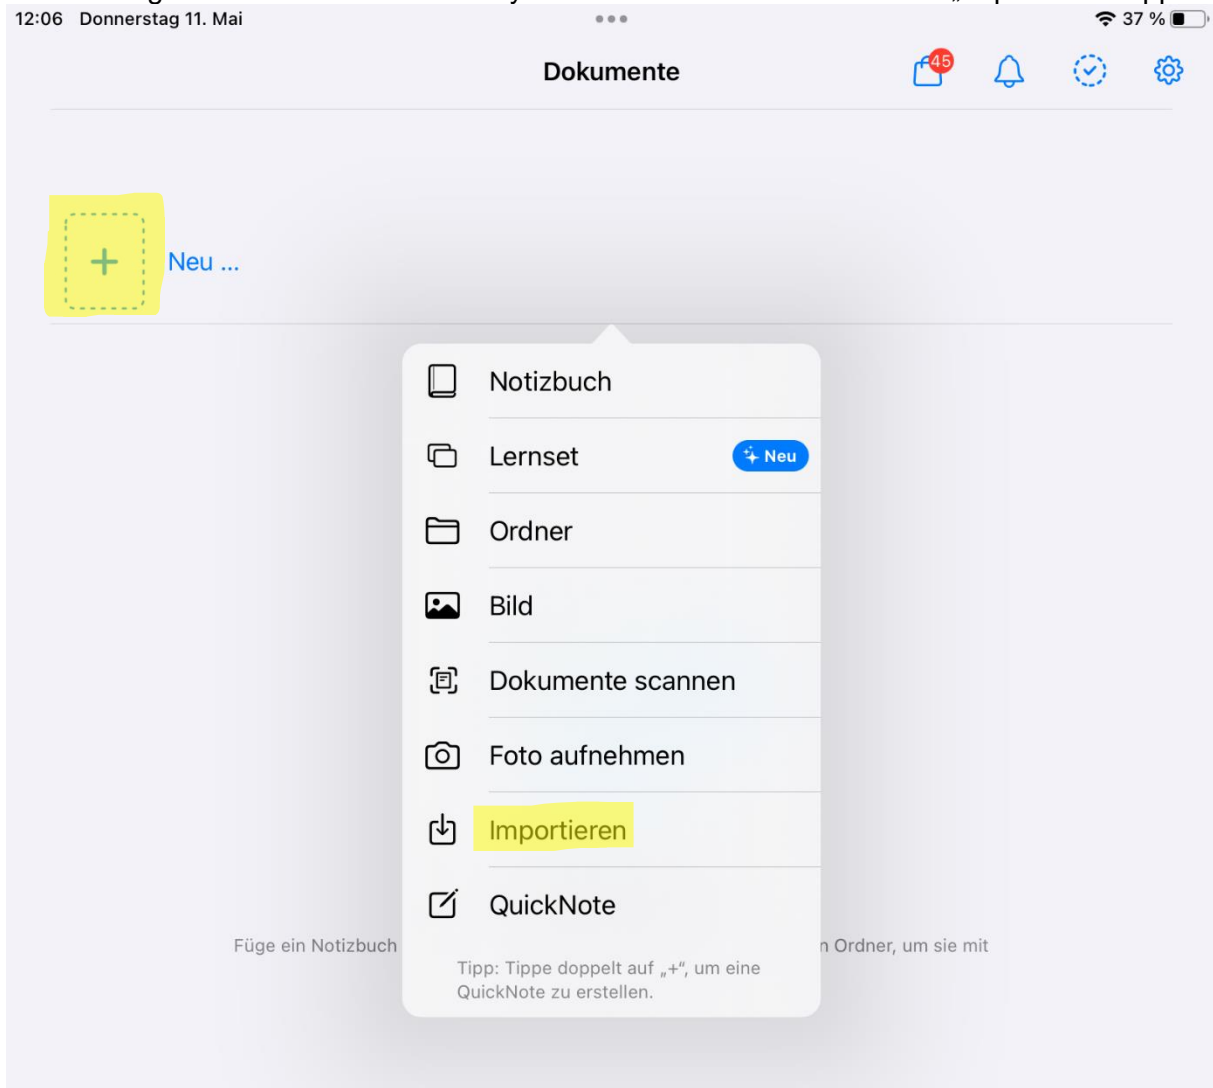 12:06 Donnerstag 11. Mai
37 %
Dokumente
45
Neu ...
Notizbuch
Lernset
Neu
Ordner
Bild
Dokumente scannen
Foto aufnehmen
Importieren
QuickNote
Füge ein Notizbuch Ordner, um sie mit
Tipp: Tippe doppelt auf „+“, um eine
QuickNote zu erstellen.